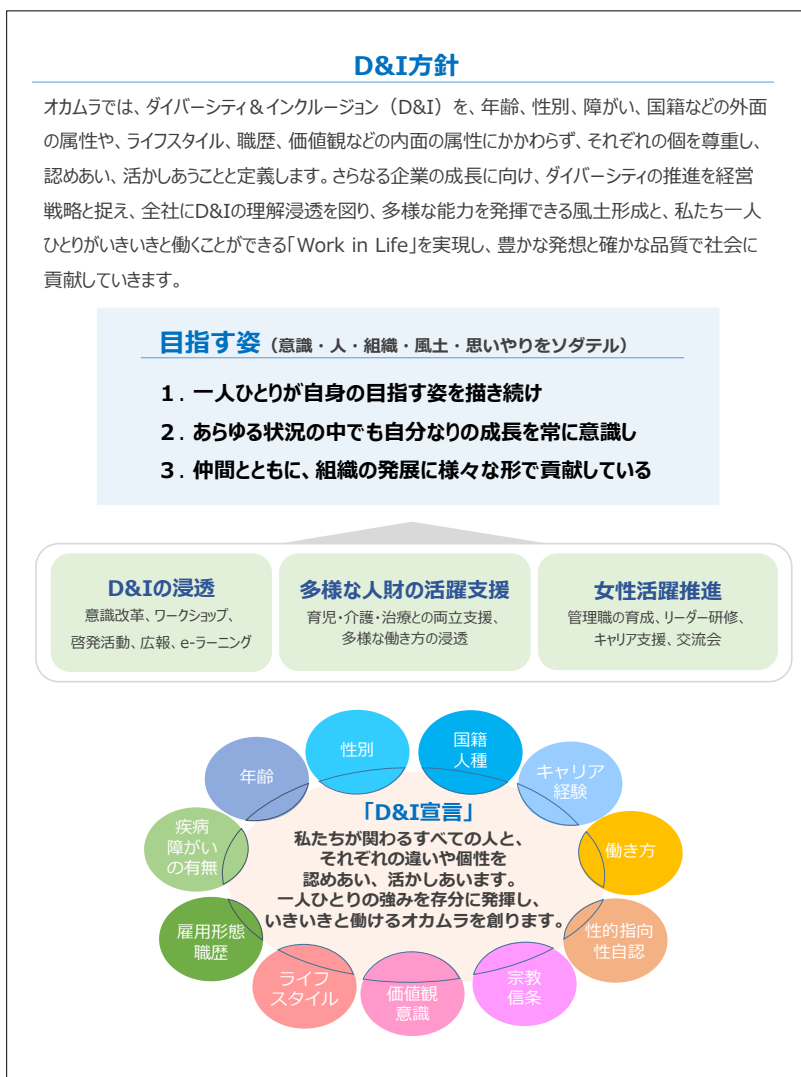 D&I方針
オカムラでは、ダイバーシティ&インクルージョン（D&I）を、年齢、性別、障がい、国籍などの外面
の属性や、ライフスタイル、職歴、価値観などの内面の属性にかかわらず、それぞれの個を尊重し、
認めあい、活かしあうことと定義します。さらなる企業の成長に向け、ダイバーシティの推進を経営
戦略と捉え、全社にD&Iの理解浸透を図り、多様な能力を発揮できる風土形成と、私たち一人
ひとりがいきいきと働くことができる「Work in Life」を実現し、豊かな発想と確かな品質で社会に
貢献していきます。
目指す姿（意識・人・組織・風土・思いやりをソダテル）
1．一人ひとりが自身の目指す姿を描き続け
2．あらゆる状況の中でも自分なりの成長を常に意識し
3．仲間とともに、組織の発展に様々な形で貢献している
D&Iの浸透
意識改革、ワークショップ、
啓発活動、広報、e-ラーニング
多様な人財の活躍支援
育児・介護・治療との両立支援、
多様な働き方の浸透
女性活躍推進
管理職の育成、リーダー研修、
キャリア支援、交流会
年齢
性別
国籍
人種
キャリア
経験
働き方
性的指向
性自認
宗教
信条
価値観
意識
ライフ
スタイル
雇用形態
職歴
疾病
障がい
の有無
「D&I宣言」
私たちが関わるすべての人と、
それぞれの違いや個性を
認めあい、活かしあいます。
一人ひとりの強みを存分に発揮し、
いきいきと働けるオカムラを創ります。